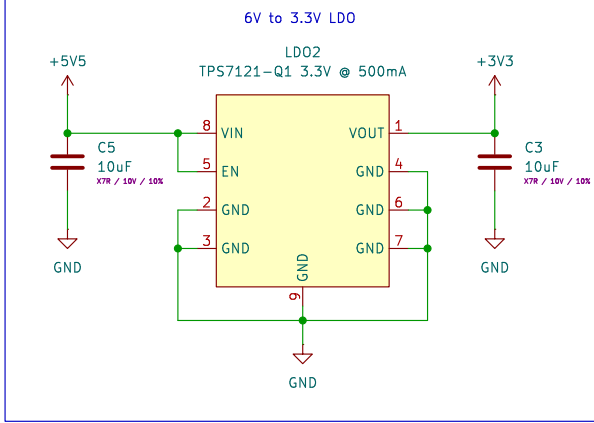 6V to 3.3V LDO
LDO2
TPS7121-Q1 3.3V @ 500mA
+5V5
+3V3
8
VIN
VOUT
1
C5
10uF
X7R / 10V / 10%
5
EN
GND
4
C3
10uF
X7R / 10V / 10%
2
GND
GND
6
3
GND
GND
7
GND
9
GND
GND
GND